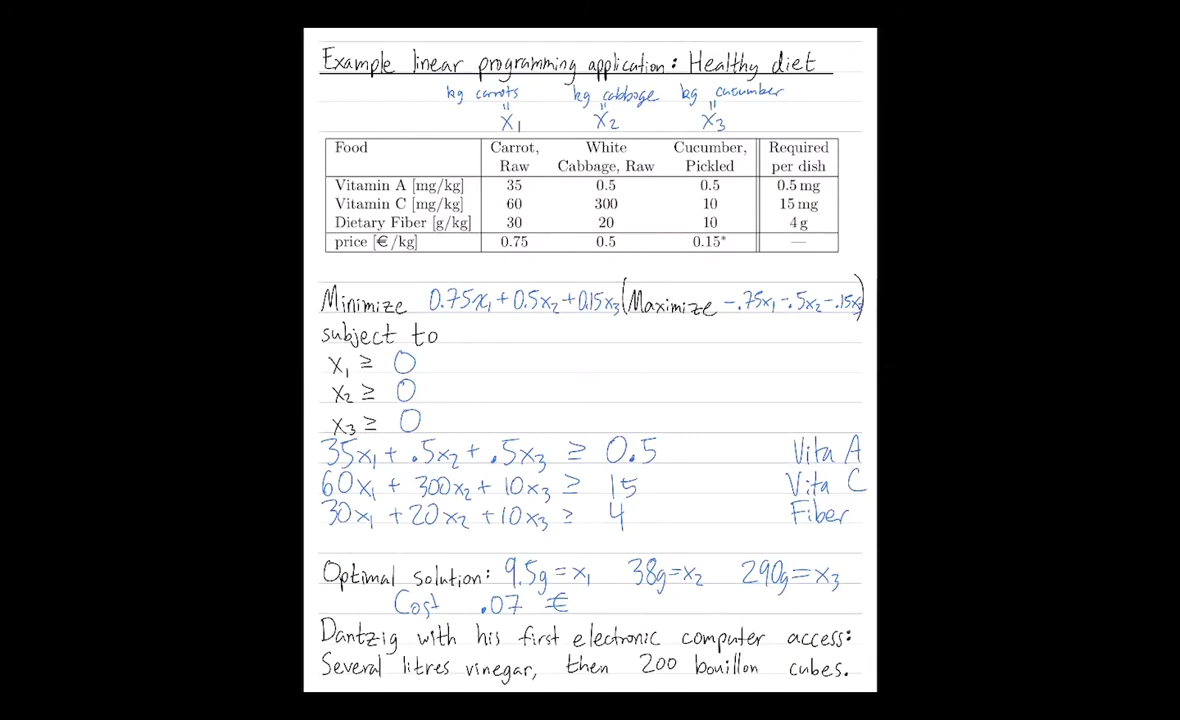 Example linear programming application: Healthy diet
kg carrots kg cabbage kg cucumber
= = =
x₁ x₂ x₃
Food Carrot, Raw White Cabbage, Raw Cucumber, Pickled Required per dish
Vitamin A [mg/kg] 35 0.5 0.5 0.5 mg
Vitamin C [mg/kg] 60 300 10 15 mg
Dietary Fiber [g/kg] 30 20 10 4 g
price [€/kg] 0.75 0.5 0.15* —
Minimize 0.75x₁ + 0.5x₂ + 0.15x₃ (Maximize -.75x₁ -.5x₂ -.15x₃)
subject to
x₁ ≥ 0
x₂ ≥ 0
x₃ ≥ 0
35x₁ + .5x₂ + .5x₃ ≥ 0.5 Vita A
60x₁ + 300x₂ + 10x₃ ≥ 15 Vita C
30x₁ + 20x₂ + 10x₃ ≥ 4 Fiber
Optimal solution: 9.5g = x₁ 38g = x₂ 290g = x₃
Cost .07 €
Dantzig with his first electronic computer access:
Several litres vinegar, then 200 bouillon cubes.